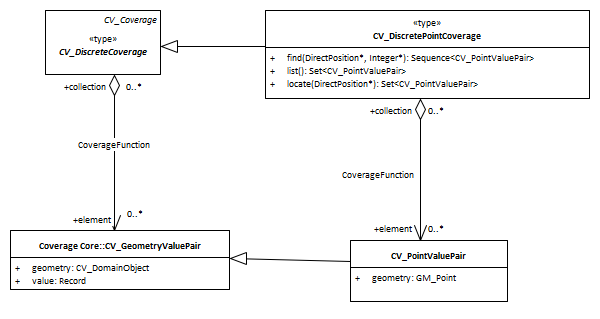 CV_Coverage
«type»
CV_DiscreteCoverage
«type»
CV_DiscretePointCoverage
+ find(DirectPosition*, Integer*): Sequence<CV_PointValuePair>
+ list(): Set<CV_PointValuePair>
+ locate(DirectPosition*): Set<CV_PointValuePair>
+collection 0..*
+collection 0..*
CoverageFunction
CoverageFunction
+element 0..*
+element 0..*
Coverage Core::CV_GeometryValuePair
+ geometry: CV_DomainObject
+ value: Record
CV_PointValuePair
+ geometry: GM_Point